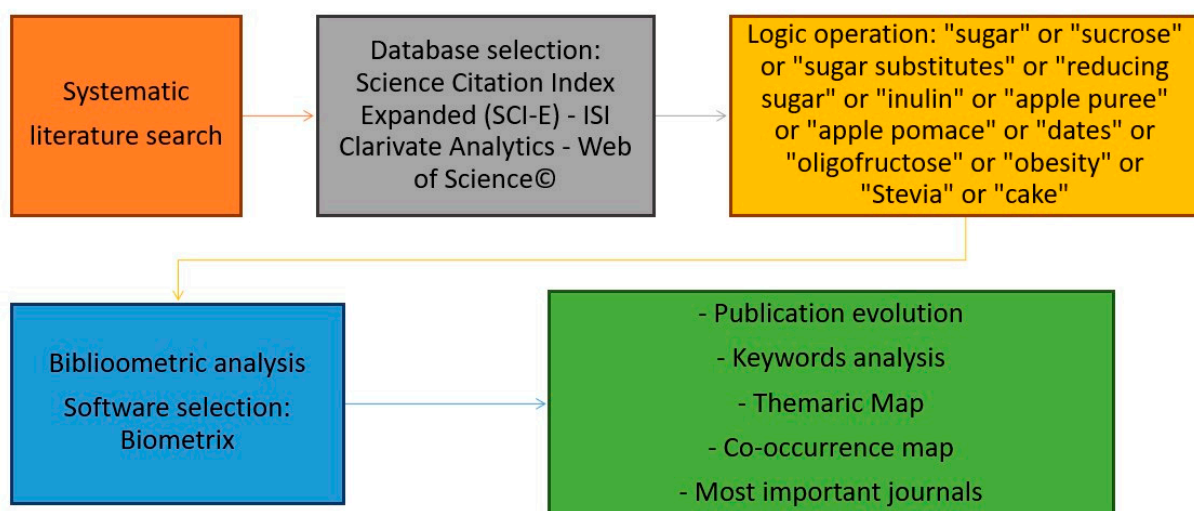 Systematic
literature search
Database selection:
Science Citation Index
Expanded (SCI-E) - ISI
Clarivate Analytics - Web
of Science©
Logic operation: "sugar" or "sucrose"
or "sugar substitutes" or "reducing
sugar" or "inulin" or "apple puree"
or "apple pomace" or "dates" or
"oligofructose" or "obesity" or
"Stevia" or "cake"
Biblioometric analysis
Software selection:
Biometrix
- Publication evolution
- Keywords analysis
- Themaric Map
- Co-occurrence map
- Most important journals